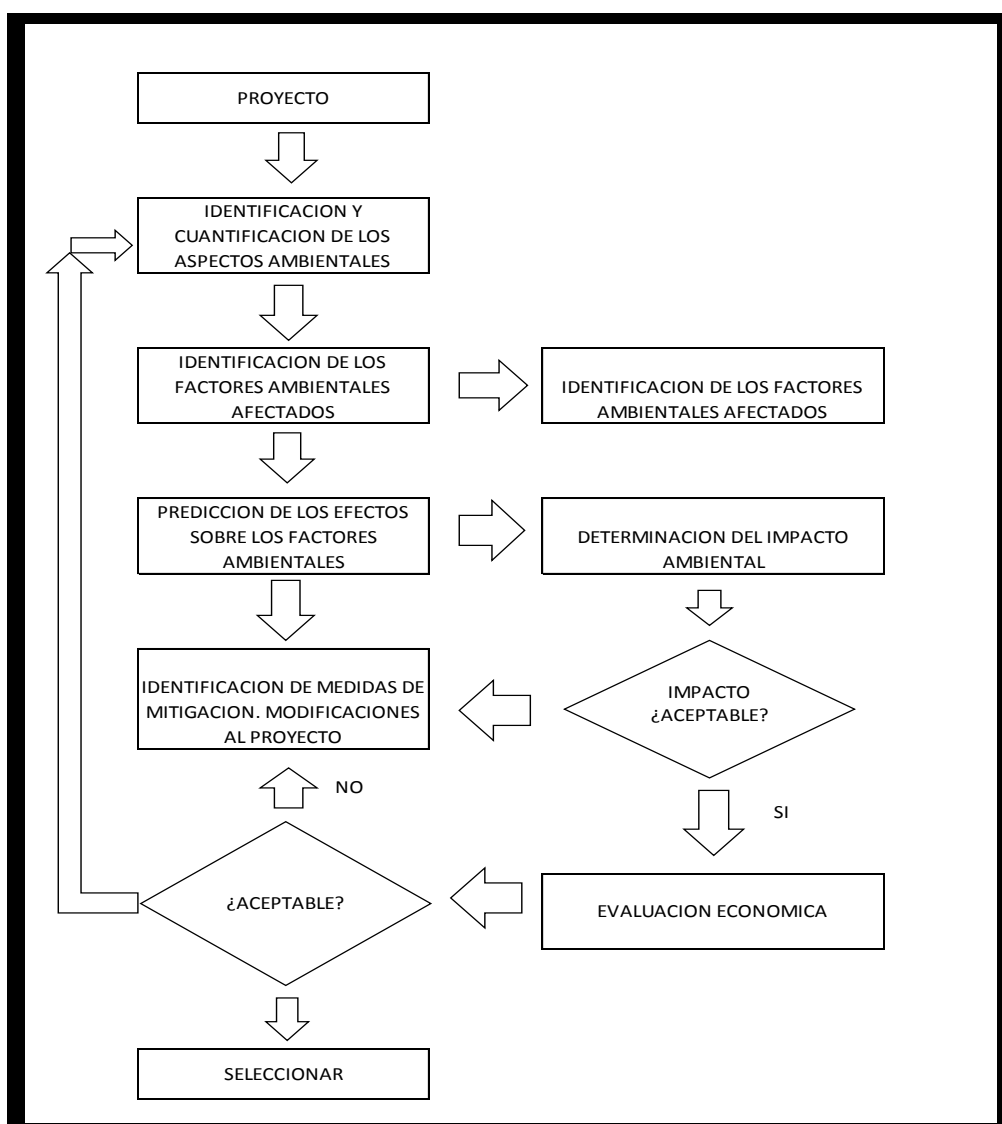 PROYECTO
IDENTIFICACION Y
CUANTIFICACION DE LOS
ASPECTOS AMBIENTALES
IDENTIFICACION DE LOS
FACTORES AMBIENTALES
AFECTADOS
IDENTIFICACION DE LOS FACTORES
AMBIENTALES AFECTADOS
PREDICCION DE LOS EFECTOS
SOBRE LOS FACTORES
AMBIENTALES
DETERMINACION DEL IMPACTO
AMBIENTAL
IDENTIFICACION DE MEDIDAS DE
MITIGACION. MODIFICACIONES
AL PROYECTO
IMPACTO
¿ACEPTABLE?
NO
SI
¿ACEPTABLE?
EVALUACION ECONOMICA
SELECCIONAR